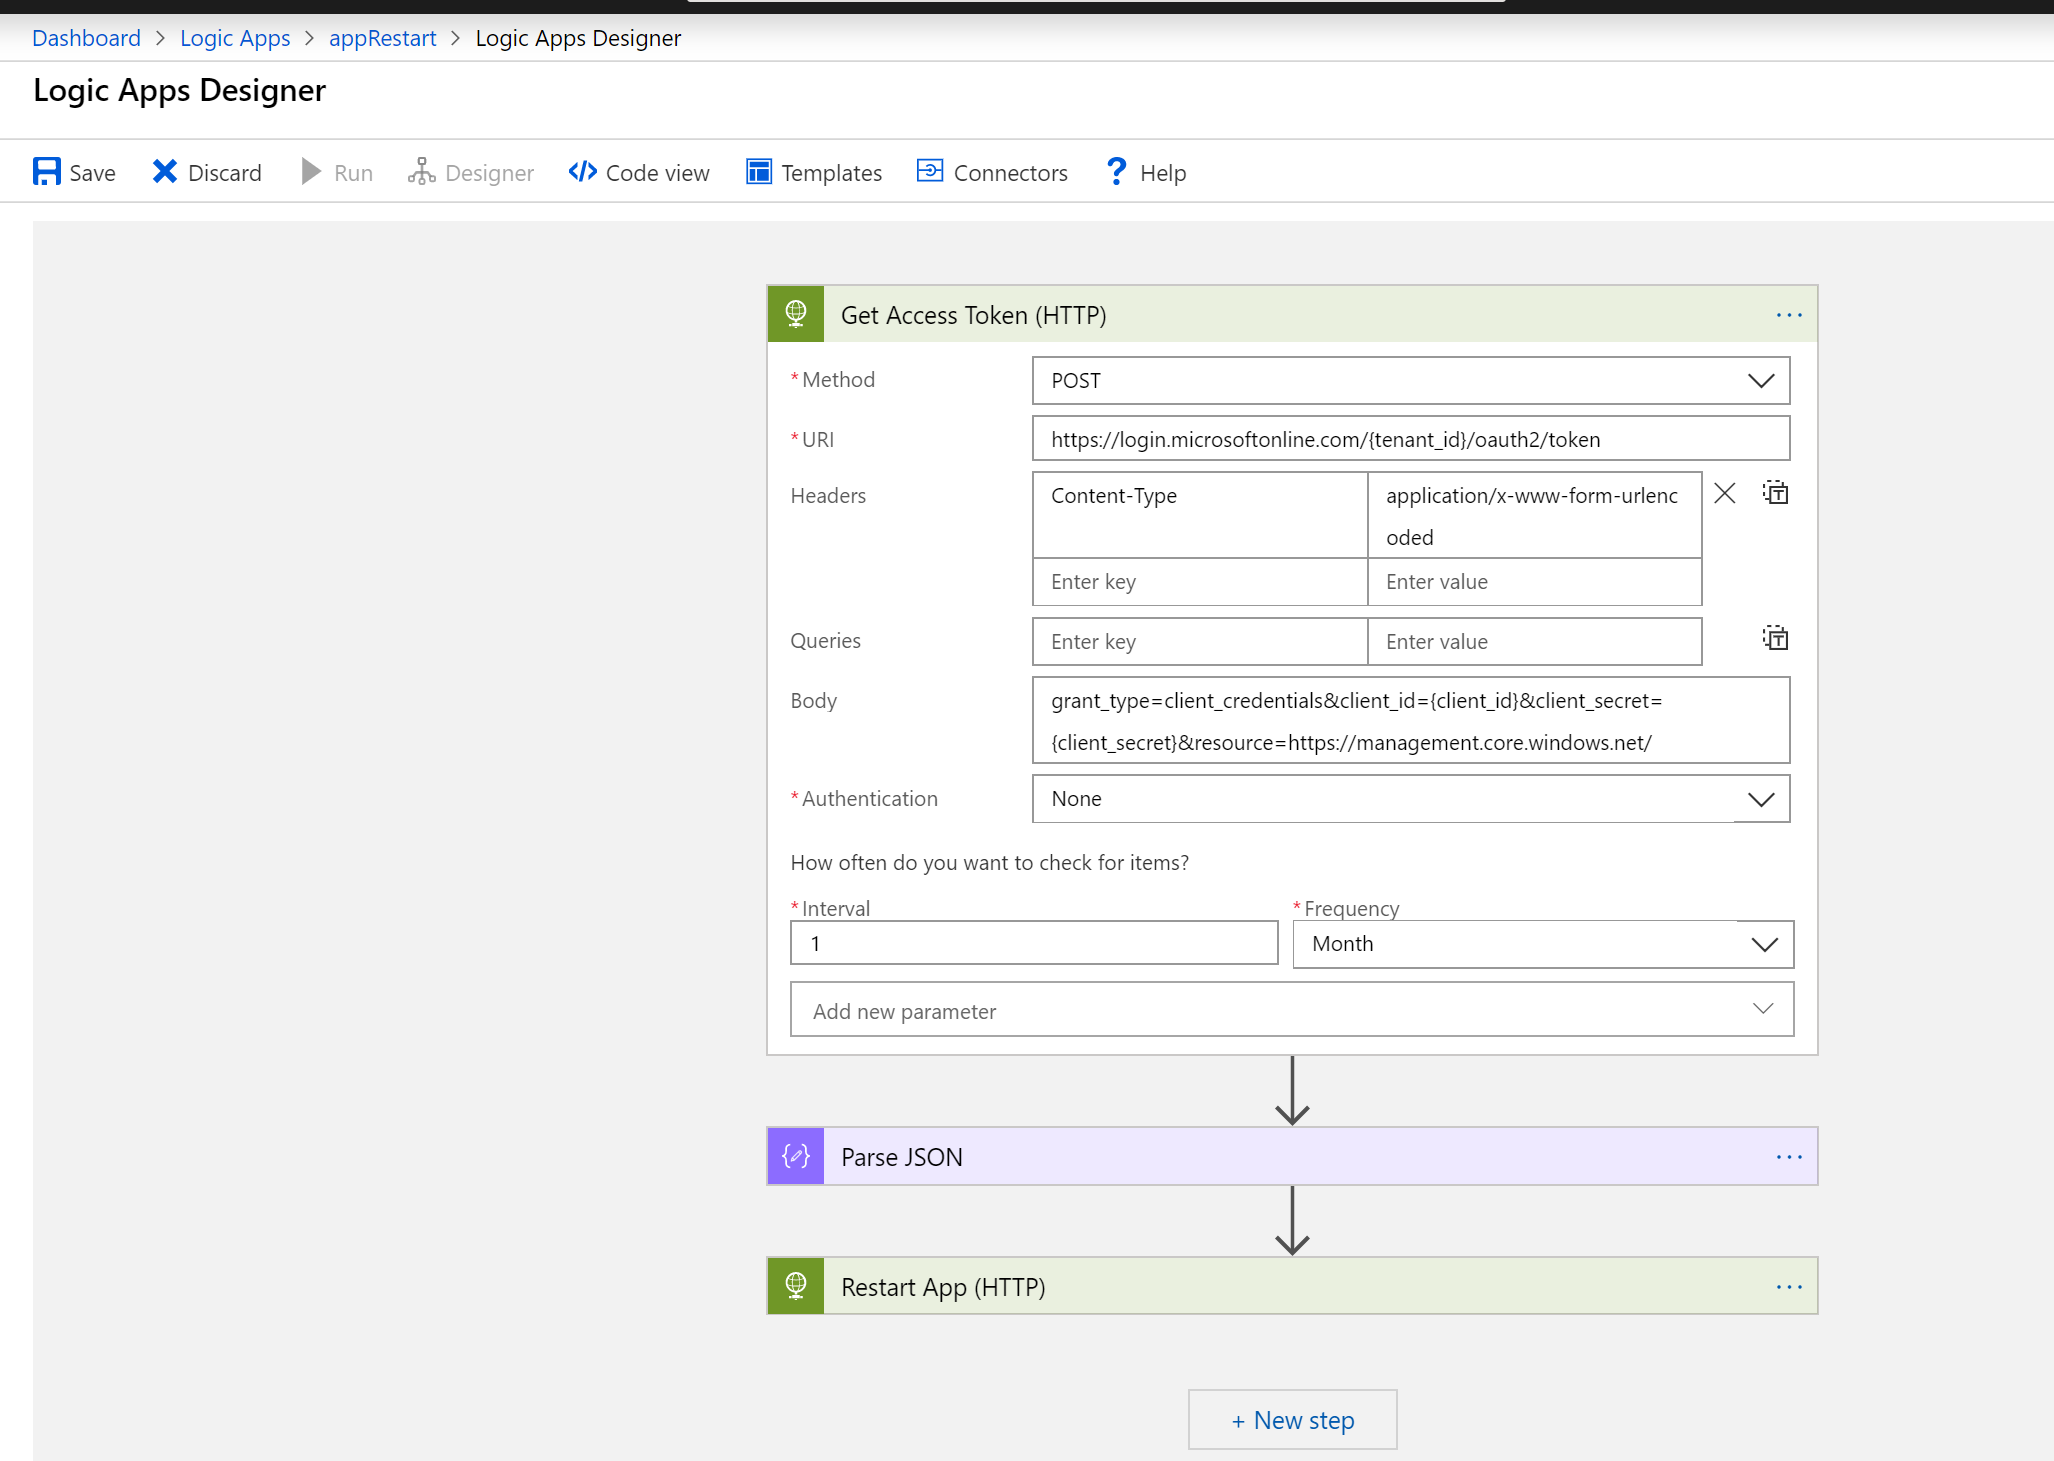 Dashboard > Logic Apps > appRestart > Logic Apps Designer
Logic Apps Designer
Save Discard Run Designer Code view Templates Connectors Help
Get Access Token (HTTP)
* Method POST
* URI https://login.microsoftonline.com/{tenant_id}/oauth2/token
Headers Content-Type application/x-www-form-urlenc
oded
Enter key Enter value
Queries Enter key Enter value
Body grant_type=client_credentials&client_id={client_id}&client_secret=
{client_secret}&resource=https://management.core.windows.net/
* Authentication None
How often do you want to check for items?
* Interval * Frequency
1 Month
Add new parameter
Parse JSON
Restart App (HTTP)
+ New step